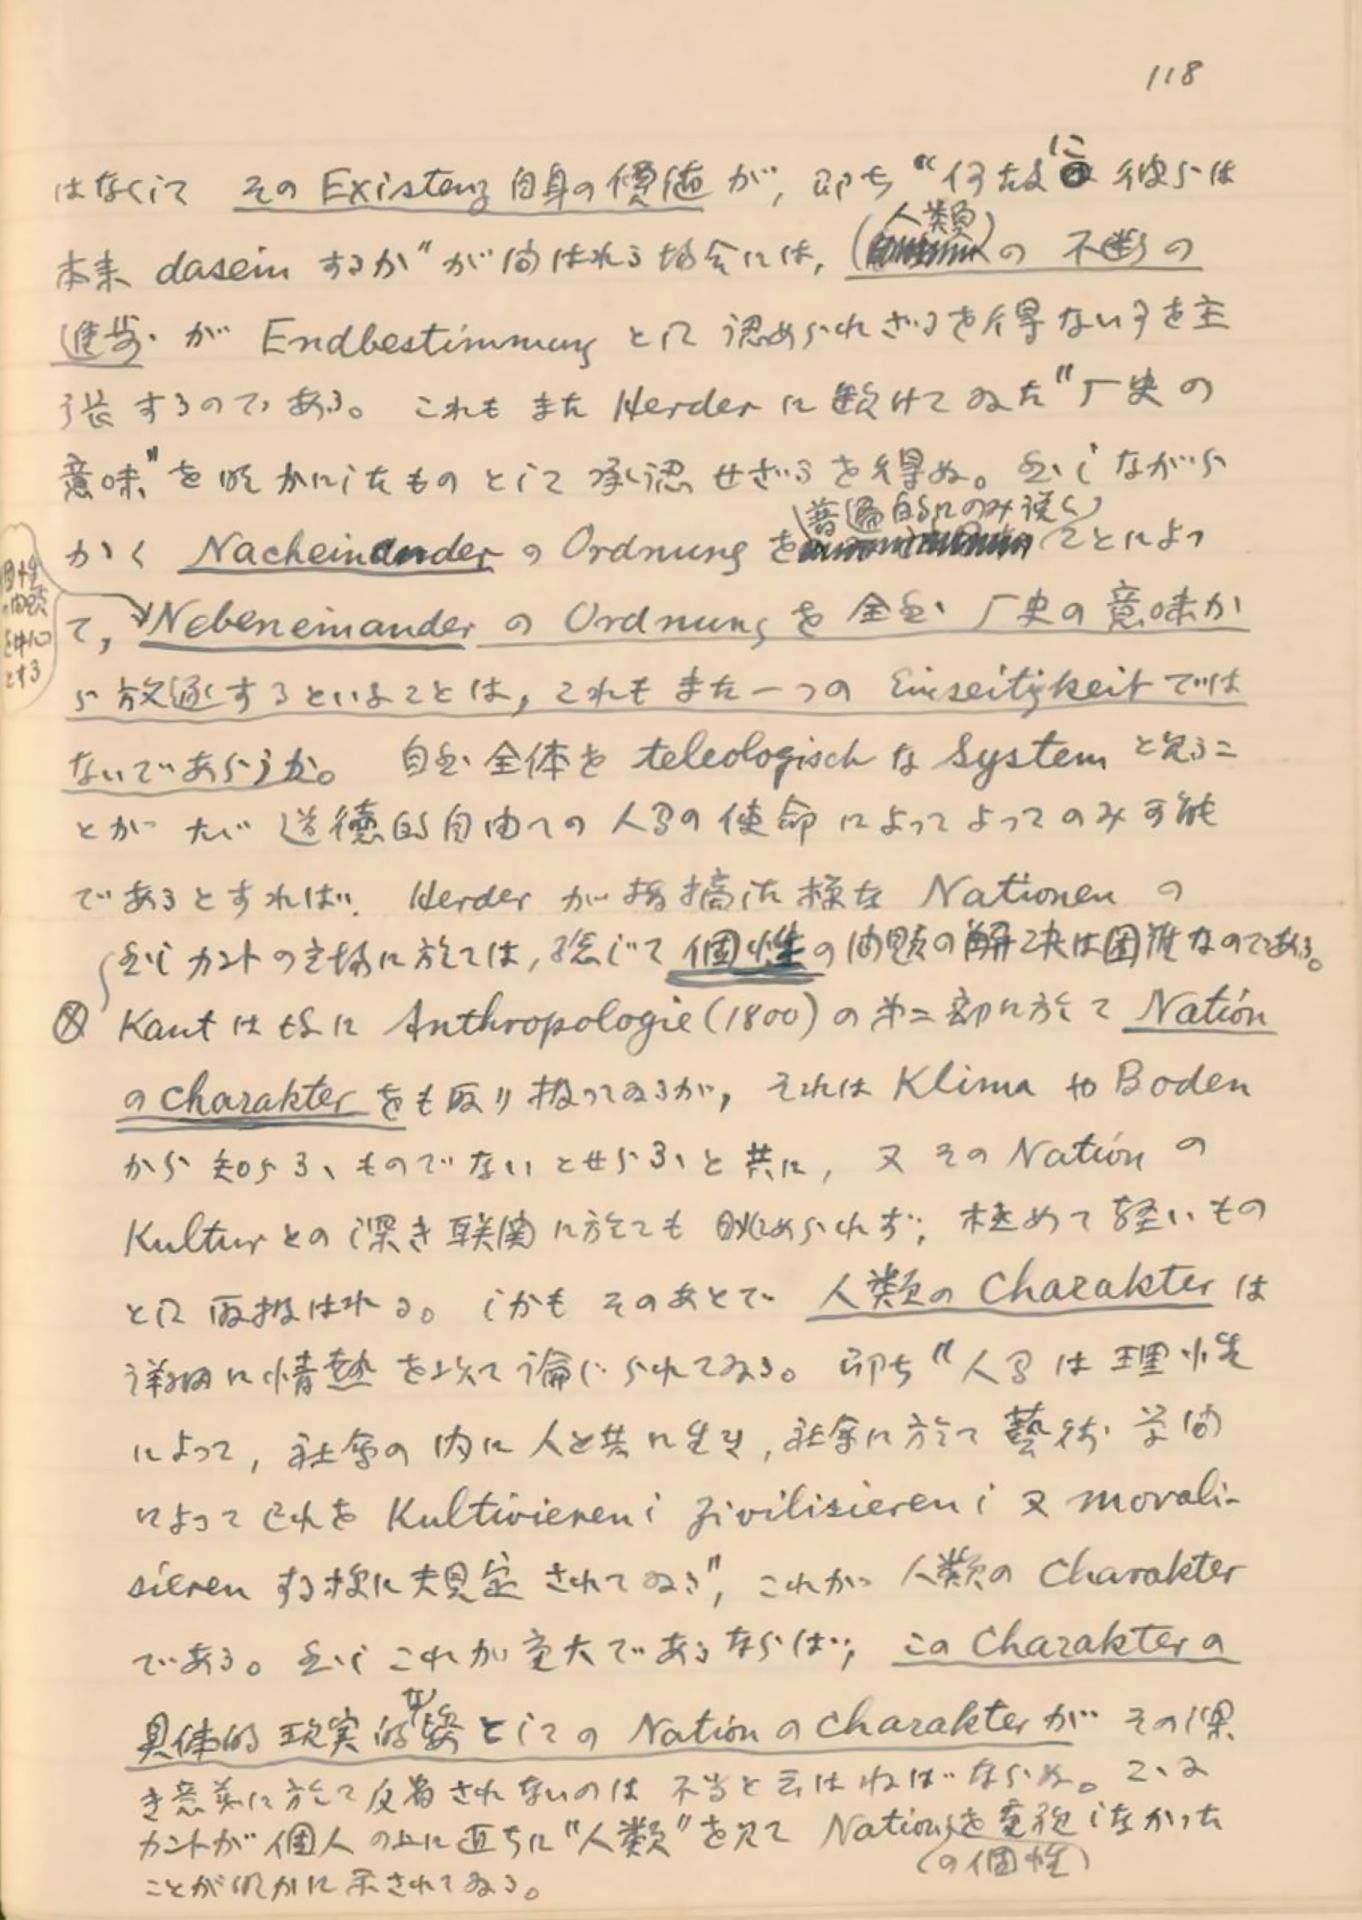 118
はなくして その Existenz 自身の價値が, 即ち “何故に彼らは
本来 dasein するか” が問はれる場合には, (人類)の 不断の
進歩 が Endbestimmung として 認められざるを得ない事を主
張するのである。 これも また Herder に 缺けてゐた “厂史の
意味” を 明かにしたものとして 承認せざるを得ぬ。 然し ながら
かく Nacheinander の Ordnung を(普遍的にのみ説く)ことによっ
て, Nebeneinander の Ordnung を 全然 厂史の意味か
個性の問題を中心とする
ら放逐するといふことは, これもまた一つの Einseitigkeit では
ないであらうか。 自然全体を teleologisch な System と見るこ
とが たゞ 道徳的自由への 人間の使命 によってよってのみ可能
であるとすれば, Herder が指摘した様な Nationen の
然し カントの立場に於ては, 総じて 個性の問題の解決は困難なのである。
⊗ Kant は 後に Anthropologie (1800) の 第二部に於て Nation
の Charakter をも取り扱ってゐるが, それは Klima や Boden
から 知らるゝものでないとせらるゝと共に, 又 その Nation の
Kultur との 深き 联関 に於ても 眺められず, 極めて軽いもの
として 取扱はれる。 しかも そのあとで 人類の Charakter は
詳細に情熱を以て論じられてゐる。 即ち “人間は 理性
によって, 社会の 内に 人と共に生き, 社会に於て 藝術 学問
によって己れを Kultivieren し Zivilisieren し 又 morali-
sieren する様に規定 されてゐる”, これが 人類の Charakter
である。 然し これが 重大であるならば, この Charakter の
具体的 現実的な姿としての Nation の Charakter が その深
き意義に於て反省されないのは 不当と云はねばならぬ。 こゝに
カントが 個人 の上に直ちに “人類” を見て Nation を重視しなかった
(の個性)
ことが明かに示されてゐる。